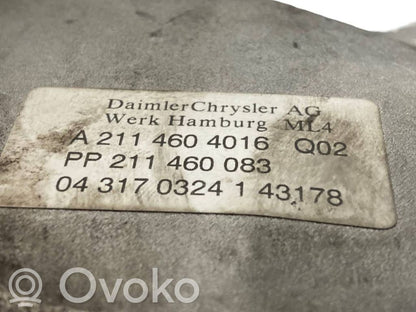 DaimlerChrysler AG
Werk Hamburg ML4
A 211 460 4016 Q02
PP 211 460 083
04 317 0324 1 43178
Ovoko